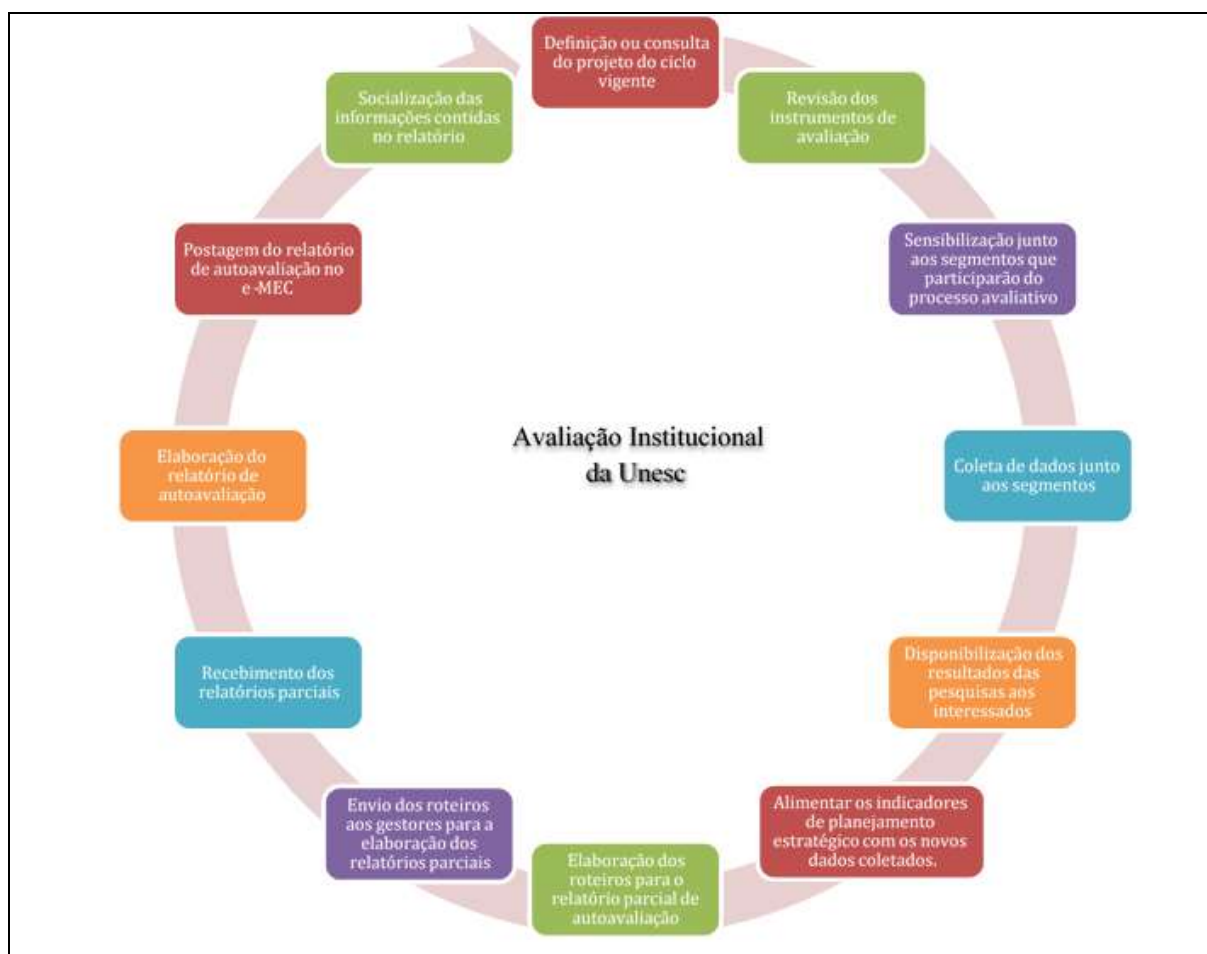 Definição ou consulta
do projeto do ciclo
vigente
Revisão dos
instrumentos de
avaliação
Sensibilização junto
aos segmentos que
participarão do
processo avaliativo
Coleta de dados junto
aos segmentos
Disponibilização dos
resultados das
pesquisas aos
interessados
Alimentar os indicadores
de planejamento
estratégico com os novos
dados coletados.
Elaboração dos
roteiros para o
relatório parcial de
autoavaliação
Envio dos roteiros
aos gestores para a
elaboração dos
relatórios parciais
Recebimento dos
relatórios parciais
Elaboração do
relatório de
autoavaliação
Postagem do relatório
de autoavaliação no
e-MEC
Socialização das
informações contidas
no relatório
Avaliação Institucional
da Unesc